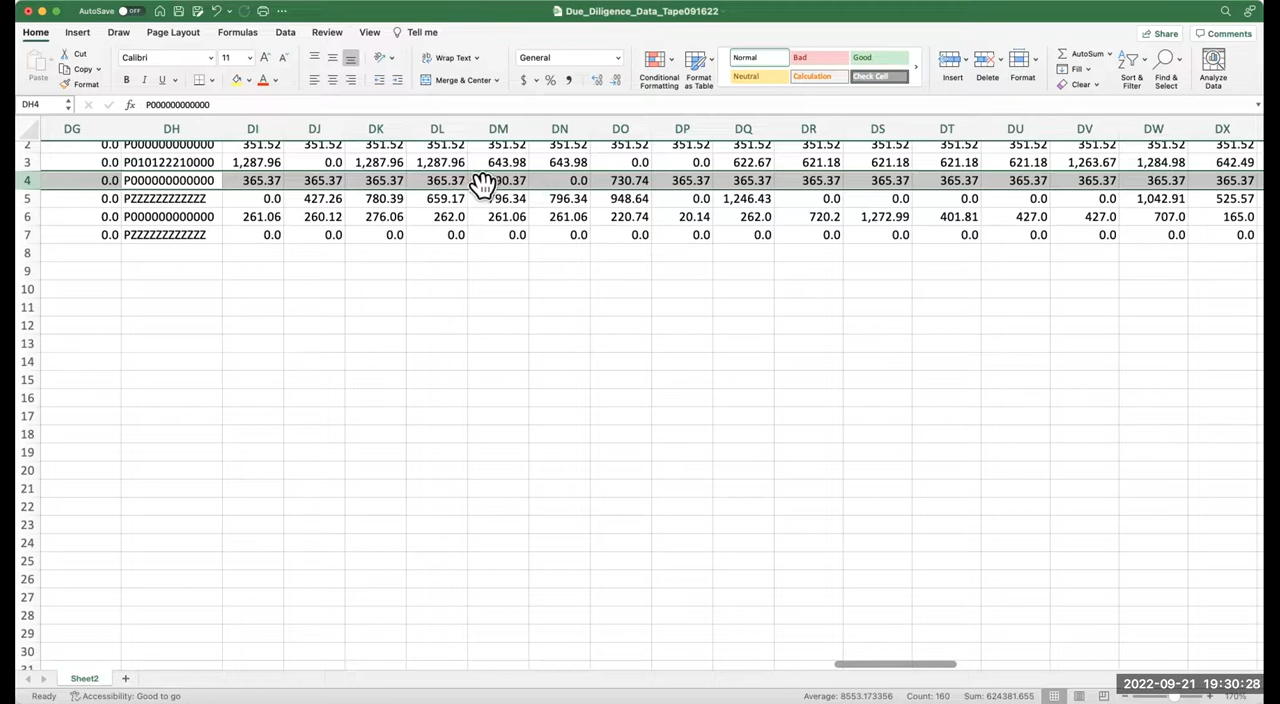 AutoSave OFF Due_Diligence_Data_Tape091622
Home Insert Draw Page Layout Formulas Data Review View Tell me Share Comments
Paste Cut Copy Format Calibri 11 A A Wrap Text General Normal Bad Good Conditional Formatting Format as Table Insert Delete Format AutoSum Fill Clear Sort & Filter Find & Select Analyze Data
B I U A Merge & Center $ % 9 Neutral Calculation Check Cell
DH4 fx P000000000000
DG DH DI DJ DK DL DM DN DO DP DQ DR DS DT DU DV DW DX
2 0.0 P000000000000 351.52 351.52 351.52 351.52 351.52 351.52 351.52 351.52 351.52 351.52 351.52 351.52 351.52 351.52 351.52 351.52
3 0.0 P010122210000 1,287.96 0.0 1,287.96 1,287.96 643.98 643.98 0.0 0.0 622.67 621.18 621.18 621.18 621.18 1,263.67 1,284.98 642.49
4 0.0 P000000000000 365.37 365.37 365.37 365.37 0.0 730.74 365.37 365.37 365.37 365.37 365.37 365.37 365.37 365.37 365.37
5 0.0 PZZZZZZZZZZZZ 0.0 427.26 780.39 659.17 796.34 948.64 0.0 1,246.43 0.0 0.0 0.0 0.0 0.0 1,042.91 525.57
6 0.0 P000000000000 261.06 260.12 276.06 262.0 261.06 261.06 220.74 20.14 262.0 720.2 1,272.99 401.81 427.0 427.0 707.0 165.0
7 0.0 PZZZZZZZZZZZZ 0.0 0.0 0.0 0.0 0.0 0.0 0.0 0.0 0.0 0.0 0.0 0.0 0.0 0.0 0.0 0.0
8
9
10
11
12
13
14
15
16
17
18
19
20
21
22
23
24
25
26
27
28
29
30
Sheet2 +
Ready Accessibility: Good to go Average: 8553.173356 Count: 160 Sum: 624381.655 170%
2022-09-21 19:30:28